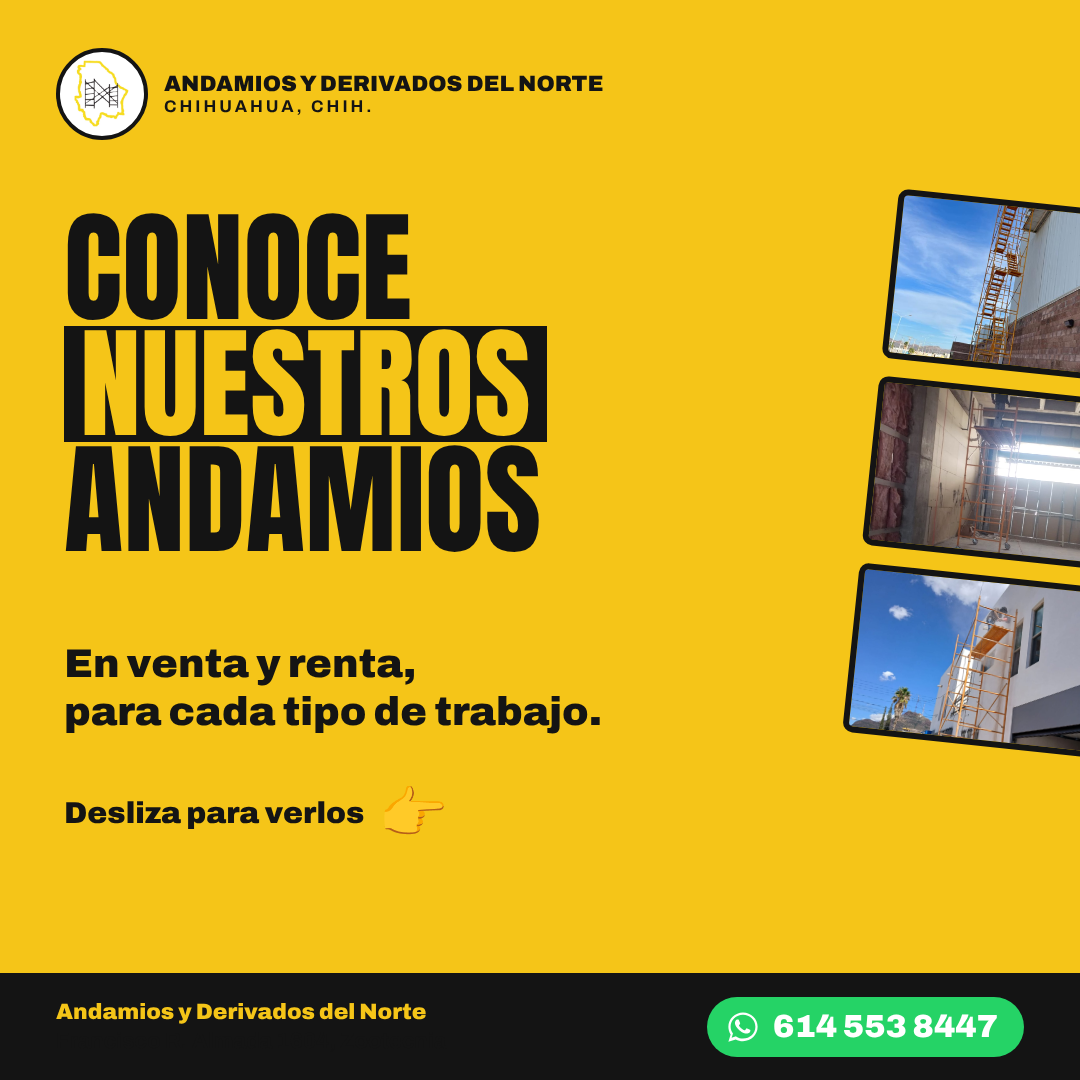 ANDAMIOS Y DERIVADOS DEL NORTE
CHIHUAHUA, CHIH.
CONOCE
NUESTROS
ANDAMIOS
En venta y renta,
para cada tipo de trabajo.
Desliza para verlos
Andamios y Derivados del Norte
614 553 8447